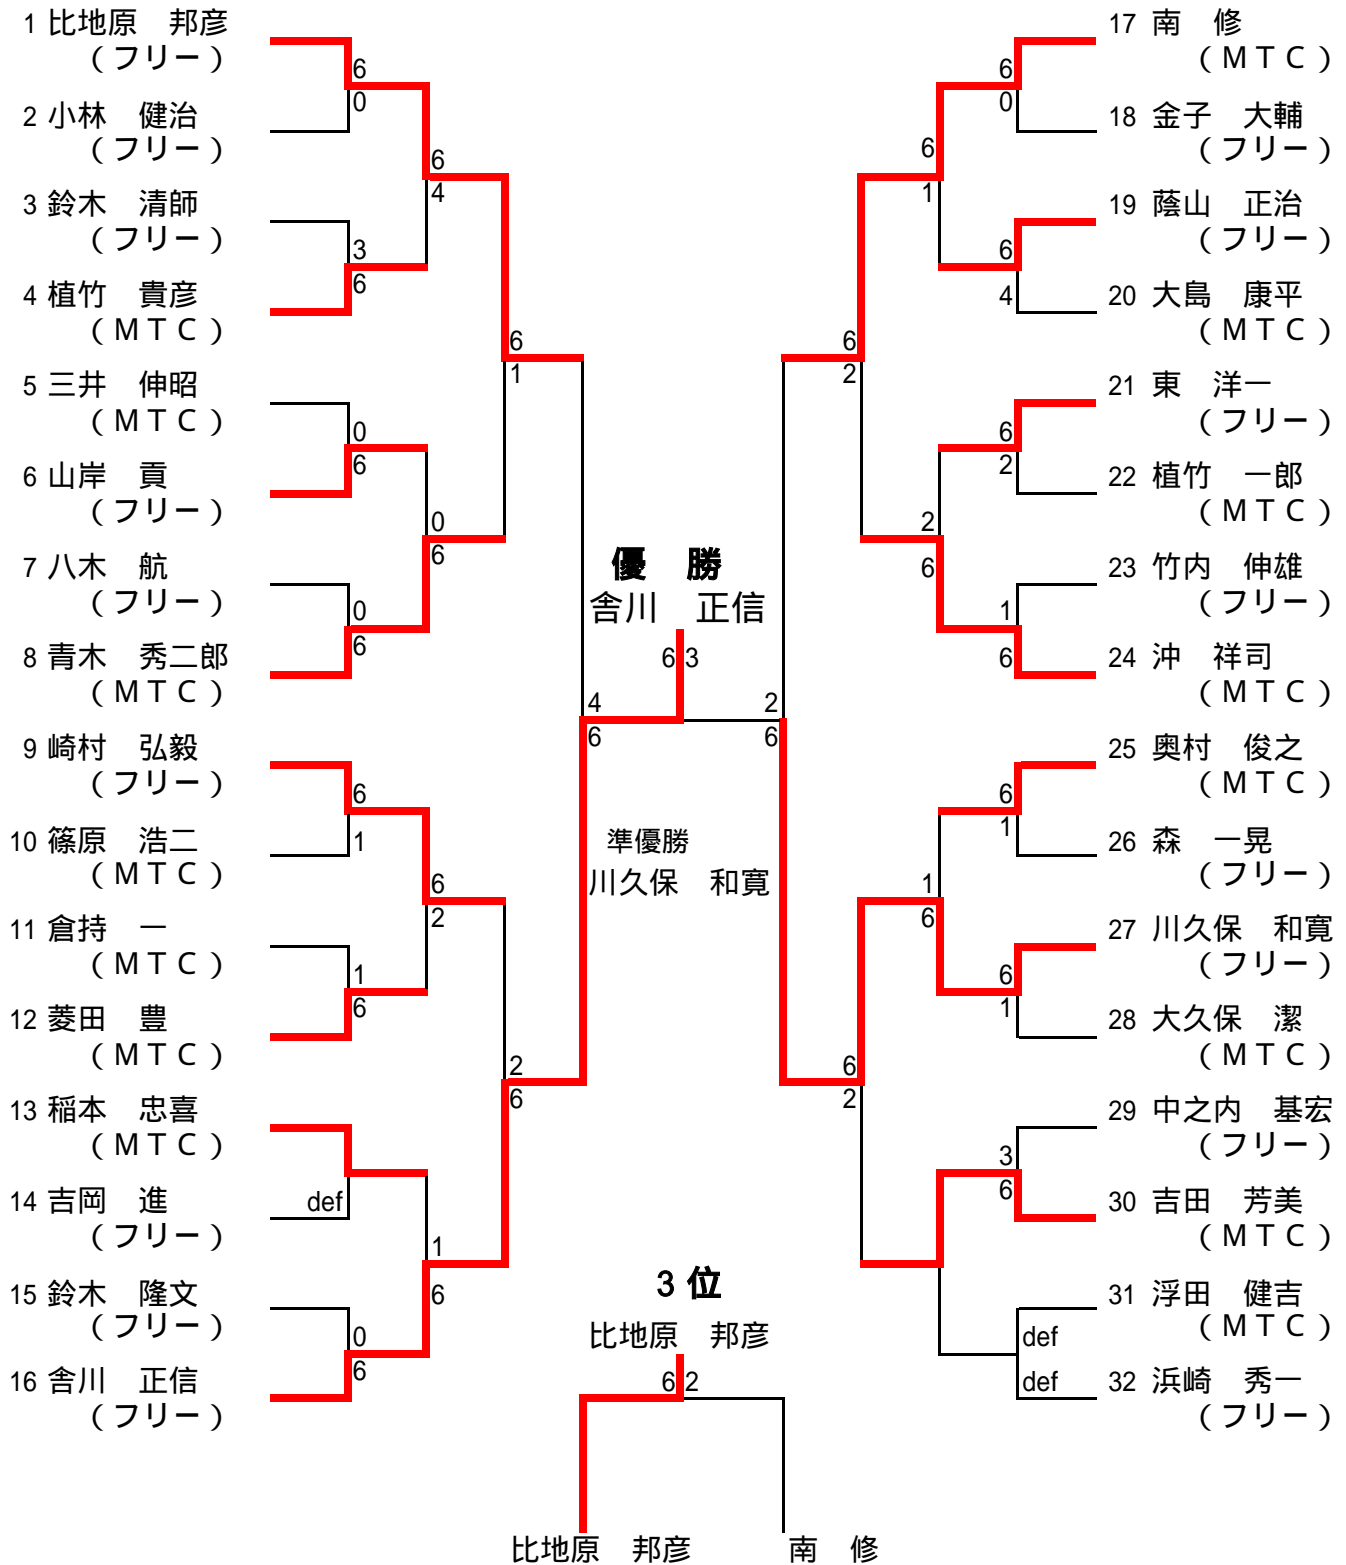 1 比地原　邦彦
（フリー）
6
0
2 小林　健治
（フリー）
6
4
3 鈴木　清師
（フリー）
3
6
4 植竹　貴彦
（ＭＴＣ）
6
1
5 三井　伸昭
（ＭＴＣ）
0
6
6 山岸　貢
（フリー）
0
6
7 八木　航
（フリー）
0
6
8 青木　秀二郎
（ＭＴＣ）
4
6
9 崎村　弘毅
（フリー）
6
1
10 篠原　浩二
（ＭＴＣ）
6
2
11 倉持　一
（ＭＴＣ）
1
6
12 菱田　豊
（ＭＴＣ）
2
6
13 稲本　忠喜
（ＭＴＣ）
14 吉岡　進
def
（フリー）
1
6
15 鈴木　隆文
（フリー）
0
6
16 舎川　正信
（フリー）
優　勝
舎川　正信
6 3
準優勝
川久保　和寛
3 位
比地原　邦彦
6 2
比地原　邦彦
南　修
17 南　修
（ＭＴＣ）
6
0
18 金子　大輔
（フリー）
6
1
19 蔭山　正治
（フリー）
6
4
20 大島　康平
（ＭＴＣ）
6
2
21 東　洋一
（フリー）
6
2
22 植竹　一郎
（ＭＴＣ）
2
6
23 竹内　伸雄
（フリー）
1
6
24 沖　祥司
（ＭＴＣ）
2
6
25 奥村　俊之
（ＭＴＣ）
6
1
26 森　一晃
（フリー）
1
6
27 川久保　和寛
（フリー）
6
1
28 大久保　潔
（ＭＴＣ）
6
2
29 中之内　基宏
（フリー）
3
6
30 吉田　芳美
（ＭＴＣ）
31 浮田　健吉
（ＭＴＣ）
def
def
32 浜崎　秀一
（フリー）